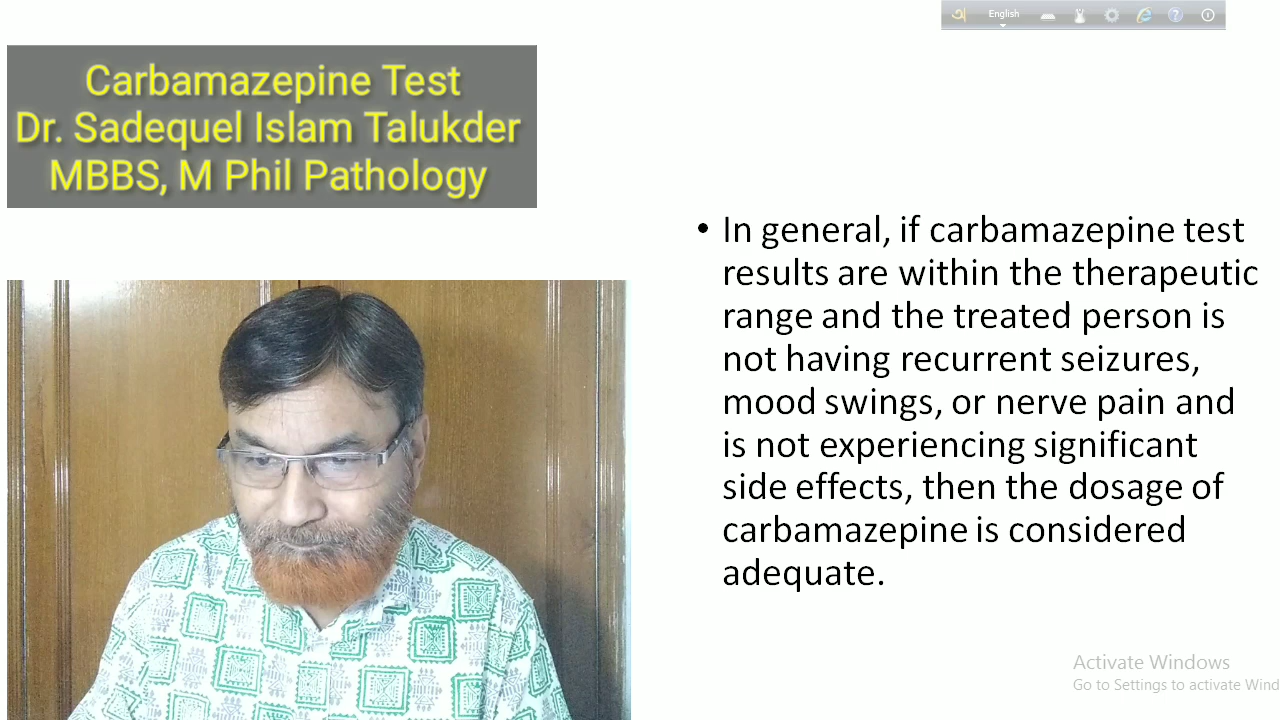 English
Carbamazepine Test
Dr. Sadequel Islam Talukder
MBBS, M Phil Pathology
• In general, if carbamazepine test
results are within the therapeutic
range and the treated person is
not having recurrent seizures,
mood swings, or nerve pain and
is not experiencing significant
side effects, then the dosage of
carbamazepine is considered
adequate.
Activate Windows
Go to Settings to activate Wind